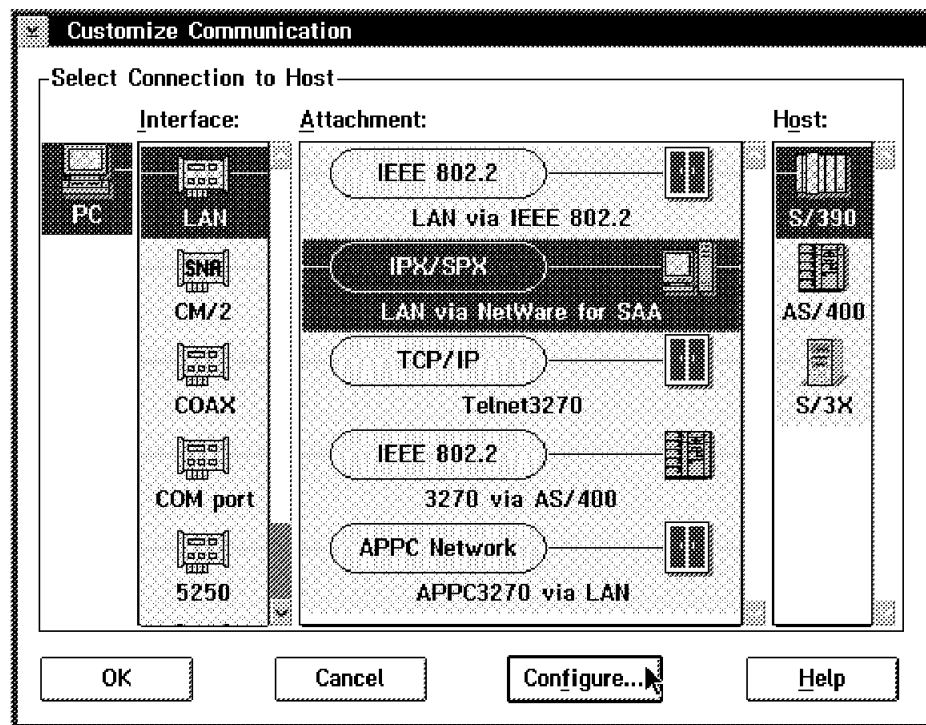 Customize Communication
Select Connection to Host
Interface:
Attachment:
Host:
PC
LAN
SNA
CM/2
COAX
COM port
5250
IEEE 802.2
LAN via IEEE 802.2
IPX/SPX
LAN via NetWare for SAA
TCP/IP
Telnet3270
IEEE 802.2
3270 via AS/400
APPC Network
APPC3270 via LAN
S/390
AS/400
S/3X
OK
Cancel
Configure...
Help